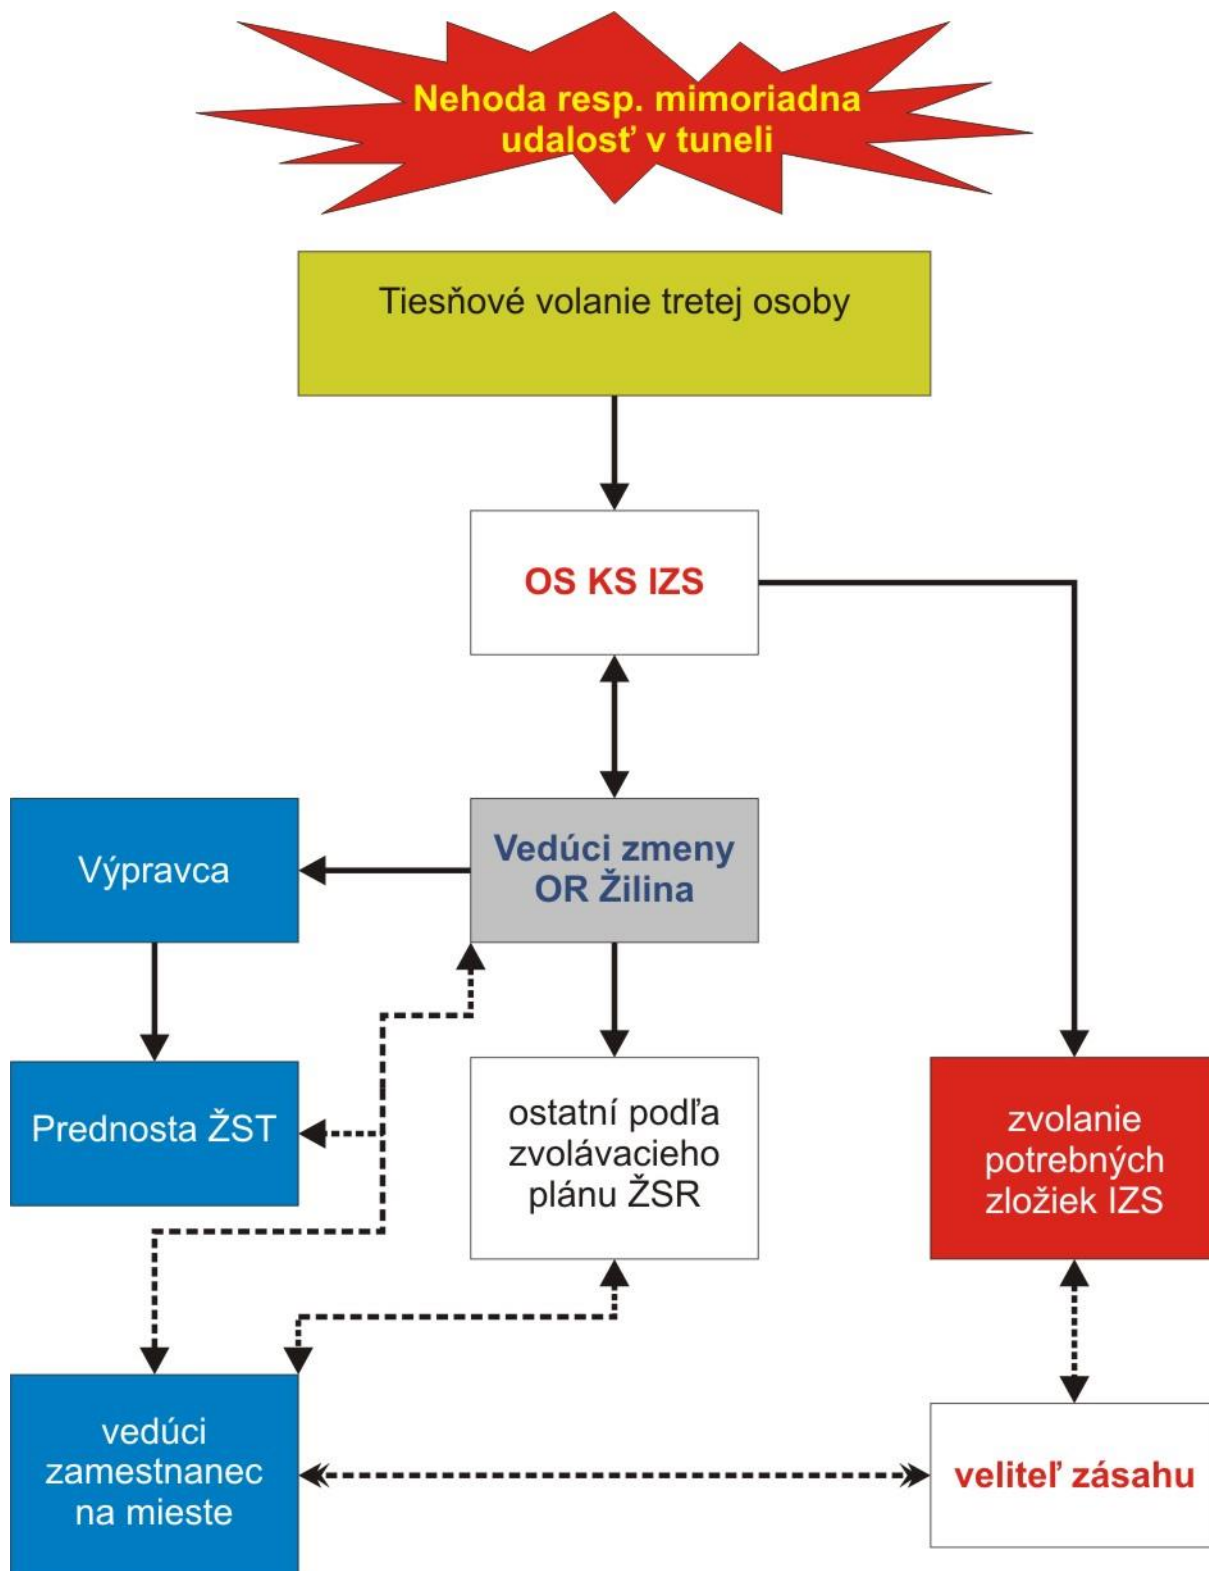 Nehoda resp. mimoriadna
udalosť v tuneli
Tiesňové volanie tretej osoby
OS KS IZS
Výpravca
Vedúci zmeny
OR Žilina
Prednosta ŽST
ostatní podľa
zvolávacieho
plánu ŽSR
zvolanie
potrebných
zložiek IZS
vedúci
zamestnanec
na mieste
veliteľ zásahu